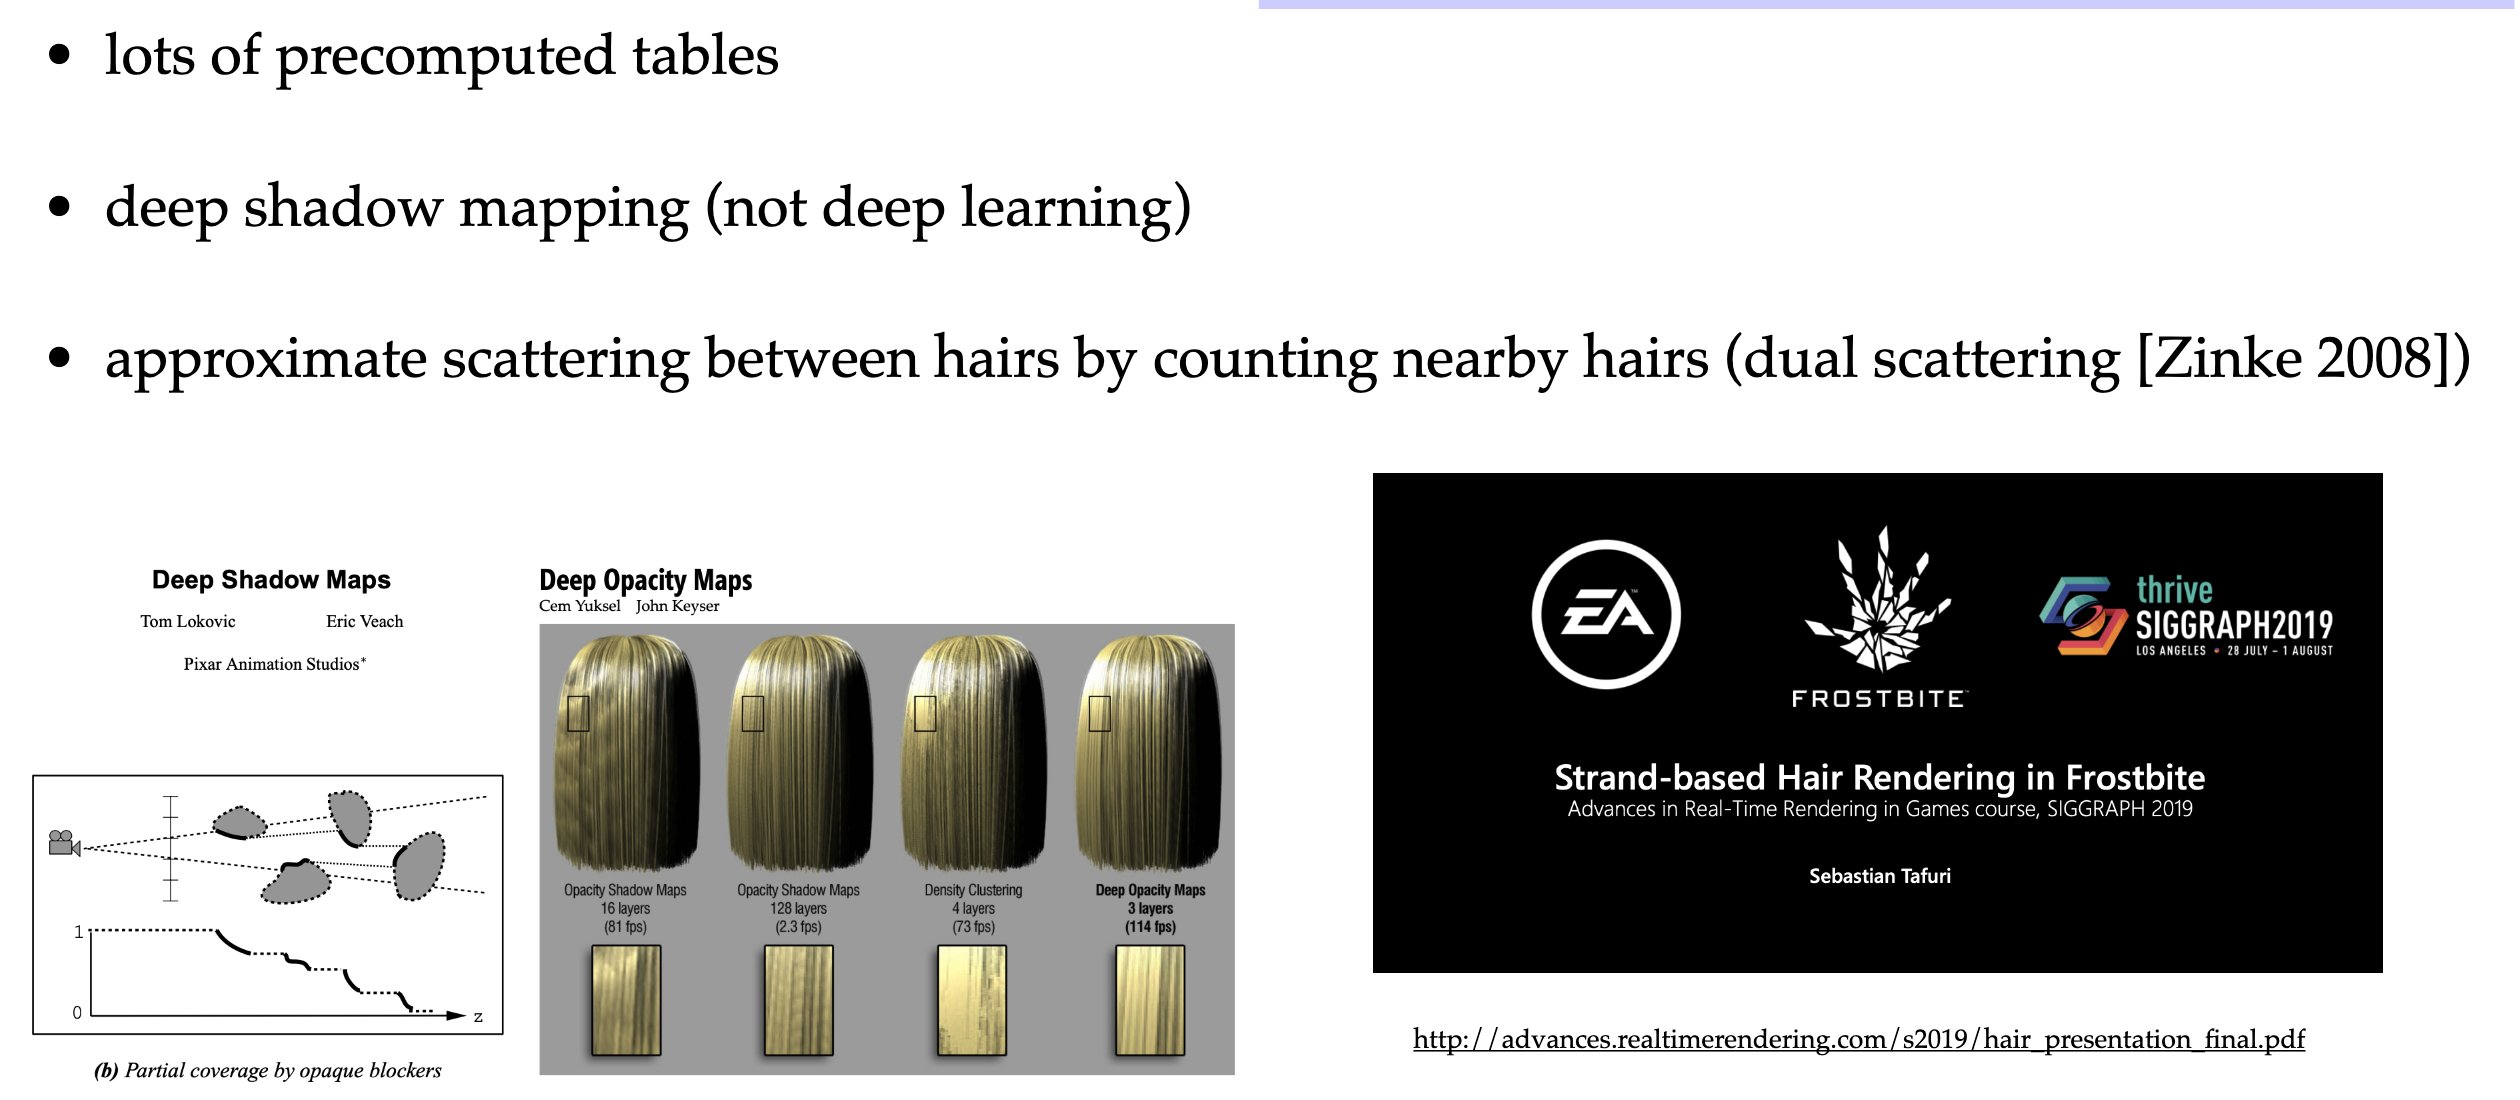 • lots of precomputed tables
• deep shadow mapping (not deep learning)
• approximate scattering between hairs by counting nearby hairs (dual scattering [Zinke 2008])
Deep Shadow Maps
Tom Lokovic Eric Veach
Pixar Animation Studios*
1
0
z
(b) Partial coverage by opaque blockers
Deep Opacity Maps
Cem Yuksel John Keyser
Opacity Shadow Maps
16 layers
(81 fps)
Opacity Shadow Maps
128 layers
(2.3 fps)
Density Clustering
4 layers
(73 fps)
Deep Opacity Maps
3 layers
(114 fps)
EA™
FROSTBITE™
thrive
SIGGRAPH2019
LOS ANGELES • 28 JULY – 1 AUGUST
Strand-based Hair Rendering in Frostbite
Advances in Real-Time Rendering in Games course, SIGGRAPH 2019
Sebastian Tafuri
http://advances.realtimerendering.com/s2019/hair_presentation_final.pdf